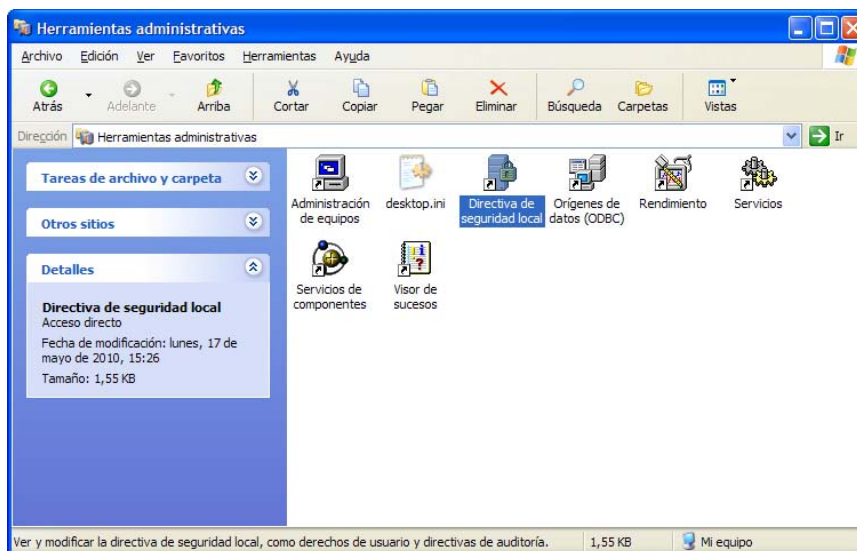 Herramientas administrativas
Archivo Edición Ver Favoritos Herramientas Ayuda
Atrás Adelante Arriba Cortar Copiar Pegar Eliminar Búsqueda Carpetas Vistas
Dirección Herramientas administrativas Ir
Tareas de archivo y carpeta
Otros sitios
Detalles
Directiva de seguridad local
Acceso directo
Fecha de modificación: lunes, 17 de
mayo de 2010, 15:26
Tamaño: 1,55 KB
Administración
de equipos
desktop.ini
Directiva de
seguridad local
Orígenes de
datos (ODBC)
Rendimiento
Servicios
Servicios de
componentes
Visor de
sucesos
Ver y modificar la directiva de seguridad local, como derechos de usuario y directivas de auditoría. 1,55 KB Mi equipo